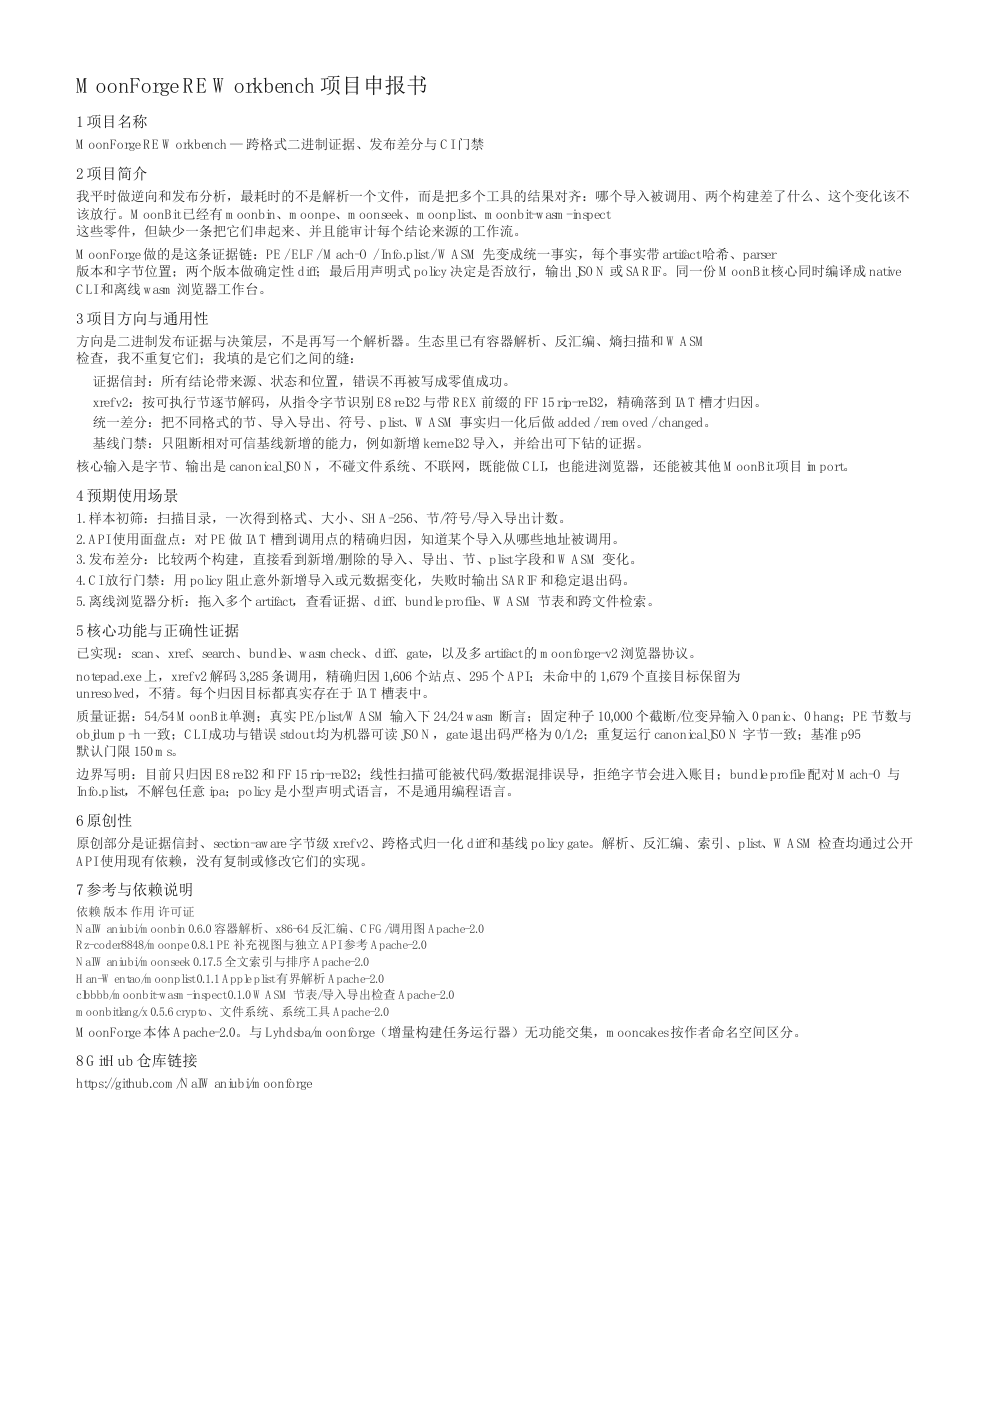 MoonForge RE Workbench 项目申报书
1 项目名称
MoonForge RE Workbench — 跨格式二进制证据、发布差分与 CI 门禁
2 项目简介
我平时做逆向和发布分析，最耗时的不是解析一个文件，而是把多个工具的结果对齐：哪个导入被调用、两个构建差了什么、这个变化该不
该放行。MoonBit 已经有 moonbin、moonpe、moonseek、moonplist、moonbit-wasm-inspect
这些零件，但缺少一条把它们串起来、并且能审计每个结论来源的工作流。
MoonForge 做的是这条证据链：PE / ELF / Mach-O / Info.plist / WASM 先变成统一事实，每个事实带 artifact 哈希、parser
版本和字节位置；两个版本做确定性 diff；最后用声明式 policy 决定是否放行，输出 JSON 或 SARIF。同一份 MoonBit 核心同时编译成 native
CLI 和离线 wasm 浏览器工作台。
3 项目方向与通用性
方向是二进制发布证据与决策层，不是再写一个解析器。生态里已有容器解析、反汇编、熵扫描和 WASM
检查，我不重复它们；我填的是它们之间的缝：
证据信封：所有结论带来源、状态和位置，错误不再被写成零值成功。
xref v2：按可执行节逐节解码，从指令字节识别 E8 rel32 与带 REX 前缀的 FF 15 rip-rel32，精确落到 IAT 槽才归因。
统一差分：把不同格式的节、导入导出、符号、plist、WASM 事实归一化后做 added / removed / changed。
基线门禁：只阻断相对可信基线新增的能力，例如新增 kernel32 导入，并给出可下钻的证据。
核心输入是字节、输出是 canonical JSON，不碰文件系统、不联网，既能做 CLI，也能进浏览器，还能被其他 MoonBit 项目 import。
4 预期使用场景
1. 样本初筛：扫描目录，一次得到格式、大小、SHA-256、节/符号/导入导出计数。
2. API 使用面盘点：对 PE 做 IAT 槽到调用点的精确归因，知道某个导入从哪些地址被调用。
3. 发布差分：比较两个构建，直接看到新增/删除的导入、导出、节、plist 字段和 WASM 变化。
4. CI 放行门禁：用 policy 阻止意外新增导入或元数据变化，失败时输出 SARIF 和稳定退出码。
5. 离线浏览器分析：拖入多个 artifact，查看证据、diff、bundle profile、WASM 节表和跨文件检索。
5 核心功能与正确性证据
已实现：scan、xref、search、bundle、wasm check、diff、gate，以及多 artifact 的 moonforge-v2 浏览器协议。
notepad.exe 上，xref v2 解码 3,285 条调用，精确归因 1,606 个站点、295 个 API；未命中的 1,679 个直接目标保留为
unresolved，不猜。每个归因目标都真实存在于 IAT 槽表中。
质量证据：54/54 MoonBit 单测；真实 PE/plist/WASM 输入下 24/24 wasm 断言；固定种子 10,000 个截断/位变异输入 0 panic、0 hang；PE 节数与
objdump -h 一致；CLI 成功与错误 stdout 均为机器可读 JSON，gate 退出码严格为 0/1/2；重复运行 canonical JSON 字节一致；基准 p95
默认门限 150 ms。
边界写明：目前只归因 E8 rel32 和 FF 15 rip-rel32；线性扫描可能被代码/数据混排误导，拒绝字节会进入账目；bundle profile 配对 Mach-O 与
Info.plist，不解包任意 ipa；policy 是小型声明式语言，不是通用编程语言。
6 原创性
原创部分是证据信封、section-aware 字节级 xref v2、跨格式归一化 diff 和基线 policy gate。解析、反汇编、索引、plist、WASM 检查均通过公开
API 使用现有依赖，没有复制或修改它们的实现。
7 参考与依赖说明
依赖 版本 作用 许可证
NaIWaniubi/moonbin 0.6.0 容器解析、x86-64 反汇编、CFG/调用图 Apache-2.0
Rz-coder8848/moonpe 0.8.1 PE 补充视图与独立 API 参考 Apache-2.0
NaIWaniubi/moonseek 0.17.5 全文索引与排序 Apache-2.0
Han-Wentao/moonplist 0.1.1 Apple plist 有界解析 Apache-2.0
clbbbb/moonbit-wasm-inspect 0.1.0 WASM 节表/导入导出检查 Apache-2.0
moonbitlang/x 0.5.6 crypto、文件系统、系统工具 Apache-2.0
MoonForge 本体 Apache-2.0。与 Lyhdsba/moonforge（增量构建任务运行器）无功能交集，mooncakes 按作者命名空间区分。
8 GitHub 仓库链接
https://github.com/NaIWaniubi/moonforge